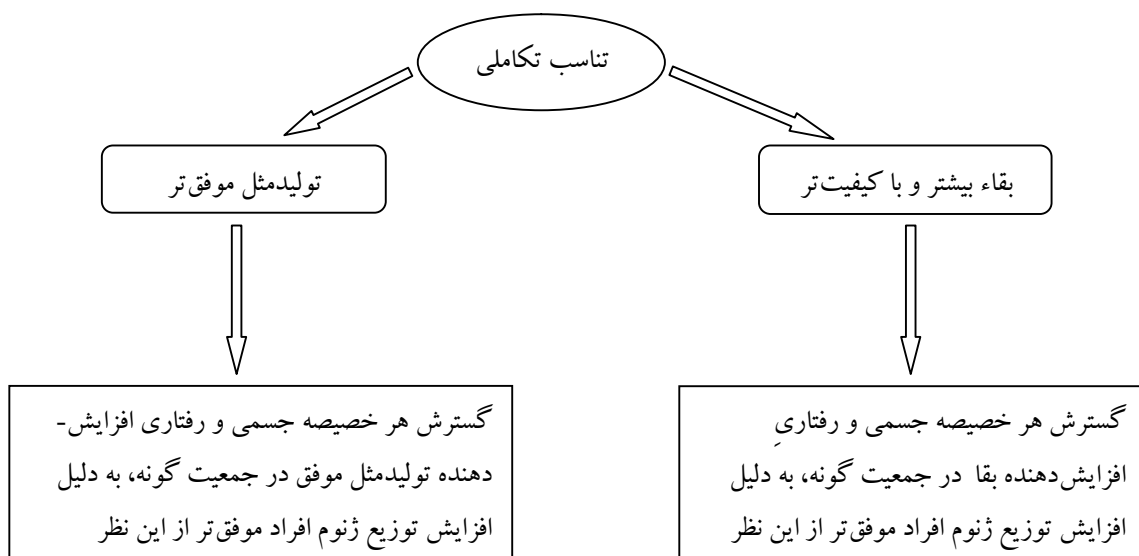 تناسب تکاملی
بقاء بیشتر و با کیفیت‌تر
تولیدمثل موفق‌تر
گسترش هر خصیصه جسمی و رفتاریِ
افزایش‌دهنده بقا در جمعیت گونه، به دلیل
افزایش توزیع ژنوم افراد موفق‌تر از این نظر
گسترش هر خصیصه جسمی و رفتاری افزایش-
دهنده تولیدمثل موفق در جمعیت گونه، به دلیل
افزایش توزیع ژنوم افراد موفق‌تر از این نظر